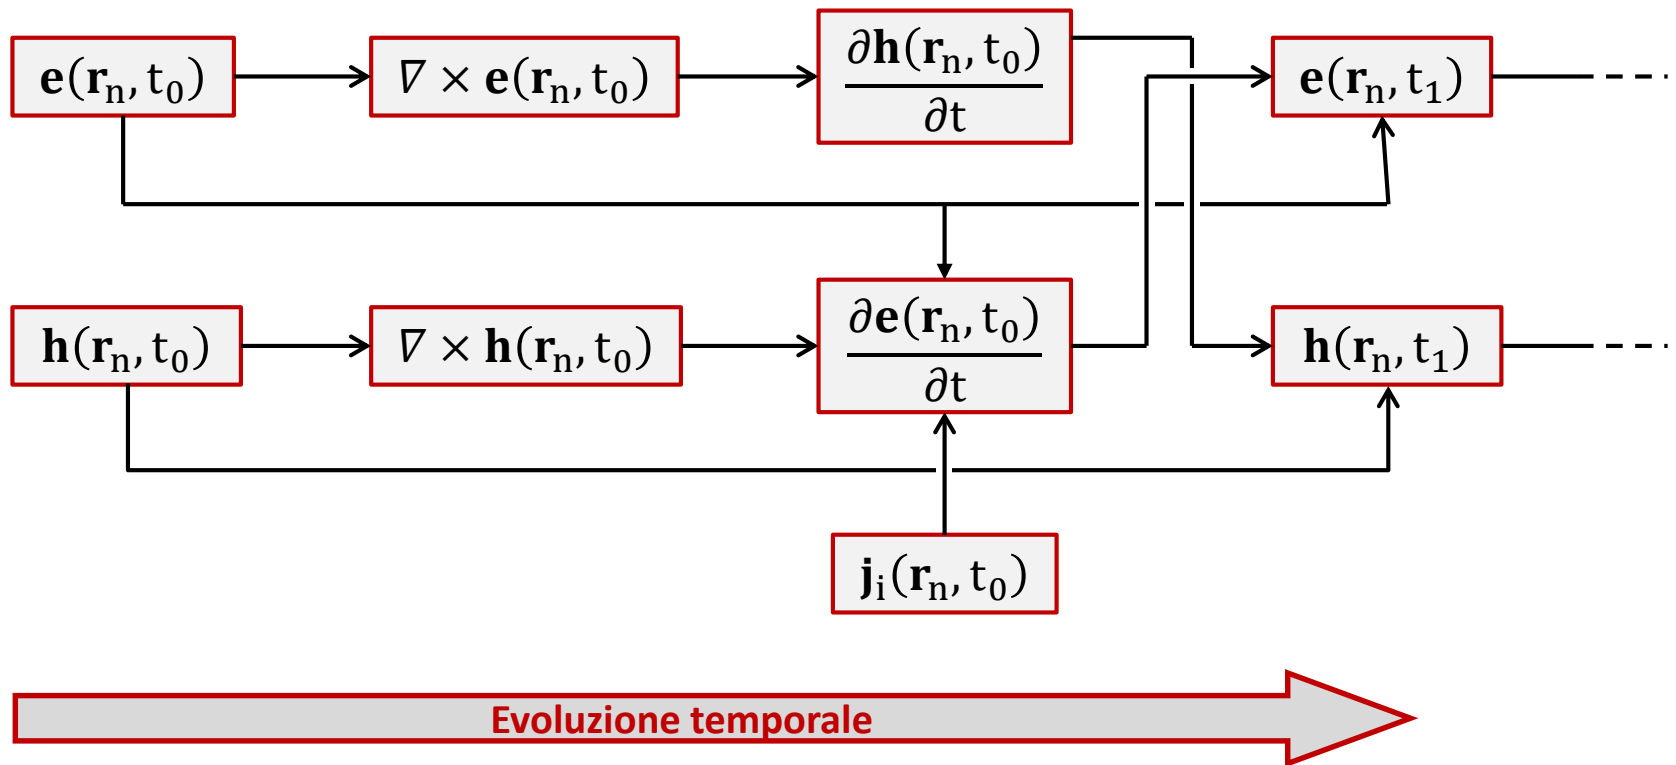 e(rₙ, t₀)
∇ × e(rₙ, t₀)
∂h(rₙ, t₀)
∂t
e(rₙ, t₁)
h(rₙ, t₀)
∇ × h(rₙ, t₀)
∂e(rₙ, t₀)
∂t
h(rₙ, t₁)
jᵢ(rₙ, t₀)
Evoluzione temporale